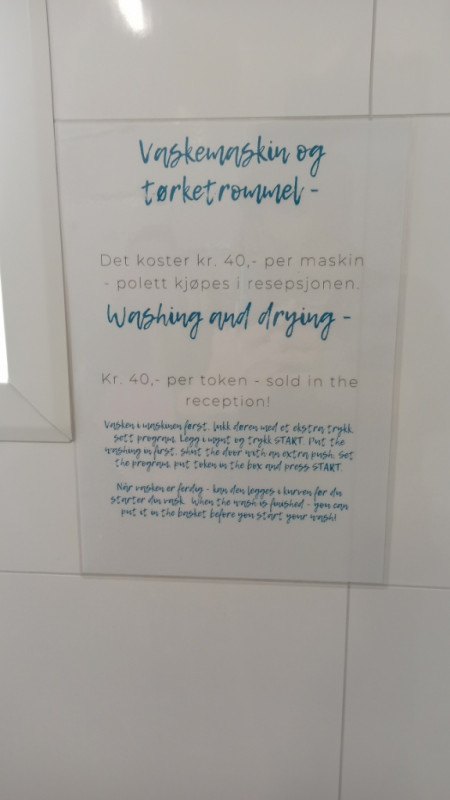 Vaskemaskin og
tørketrommel -
Det koster kr. 40,- per maskin
- polett kjøpes i resepsjonen.
Washing and drying -
Kr. 40,- per token - sold in the
reception!
Vasken i maskinen først. Lukk døren med et ekstra trykk,
sett program. Legg i mynt og trykk START. Put the
washing in first, shut the door with an extra push. Set
the program, put token in the box and press START.
Når vasken er ferdig - kan den legges i kurven før du
starter din vask. When the wash is finished - you can
put it in the basket before you start your wash!